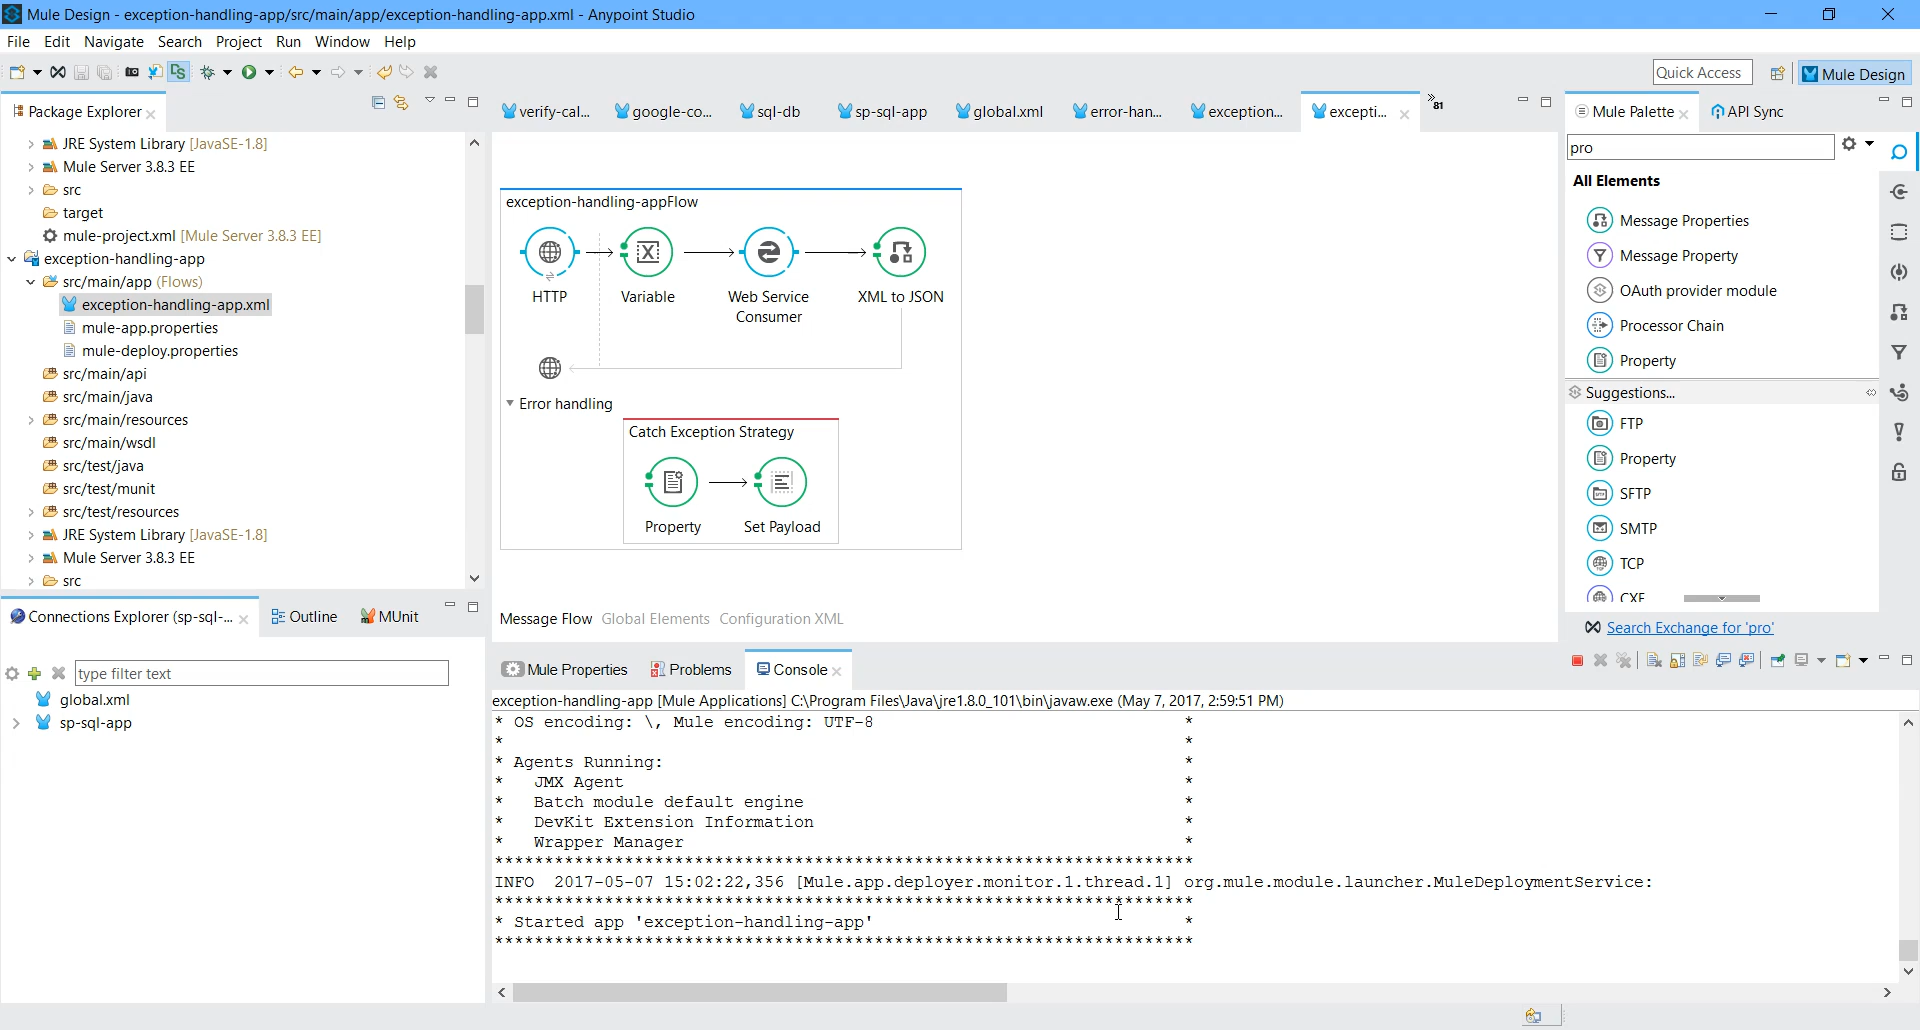 Mule Design - exception-handling-app/src/main/app/exception-handling-app.xml - Anypoint Studio
File Edit Navigate Search Project Run Window Help
Quick Access
Mule Design
Package Explorer
JRE System Library [JavaSE-1.8]
Mule Server 3.8.3 EE
src
target
mule-project.xml [Mule Server 3.8.3 EE]
exception-handling-app
src/main/app (Flows)
exception-handling-app.xml
mule-app.properties
mule-deploy.properties
src/main/api
src/main/java
src/main/resources
src/main/wsdl
src/test/java
src/test/munit
src/test/resources
JRE System Library [JavaSE-1.8]
Mule Server 3.8.3 EE
src
Connections Explorer (sp-sql-...
Outline
MUnit
type filter text
global.xml
sp-sql-app
verify-cal...
google-co...
sql-db
sp-sql-app
global.xml
error-han...
exception...
excepti...
81
exception-handling-appFlow
HTTP
Variable
Web Service
Consumer
XML to JSON
Error handling
Catch Exception Strategy
Property
Set Payload
Message Flow Global Elements Configuration XML
Mule Palette
API Sync
pro
All Elements
Message Properties
Message Property
OAuth provider module
Processor Chain
Property
Suggestions...
FTP
Property
SFTP
SMTP
TCP
CXF
Search Exchange for 'pro'
Mule Properties
Problems
Console
exception-handling-app [Mule Applications] C:\Program Files\Java\jre1.8.0_101\bin\javaw.exe (May 7, 2017, 2:59:51 PM)
* OS encoding: \, Mule encoding: UTF-8 *
* *
* Agents Running: *
* JMX Agent *
* Batch module default engine *
* DevKit Extension Information *
* Wrapper Manager *
**********************************************************************
INFO 2017-05-07 15:02:22,356 [Mule.app.deployer.monitor.1.thread.1] org.mule.module.launcher.MuleDeploymentService:
**********************************************************************
* Started app 'exception-handling-app' *
**********************************************************************